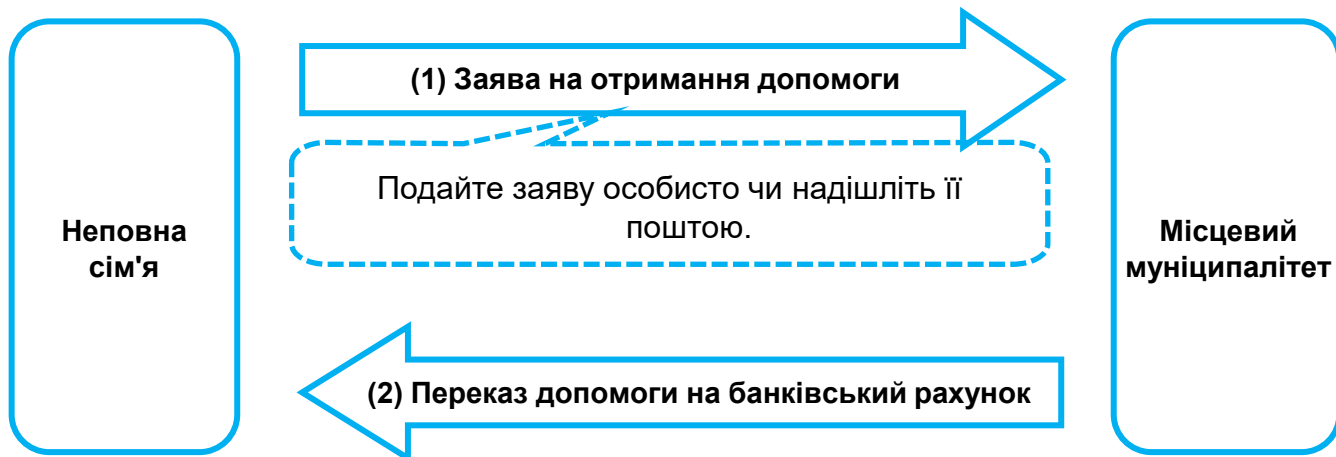 Неповна
сім'я
(1) Заява на отримання допомоги
Подайте заяву особисто чи надішліть її
поштою.
(2) Переказ допомоги на банківський рахунок
Місцевий
муніципалітет